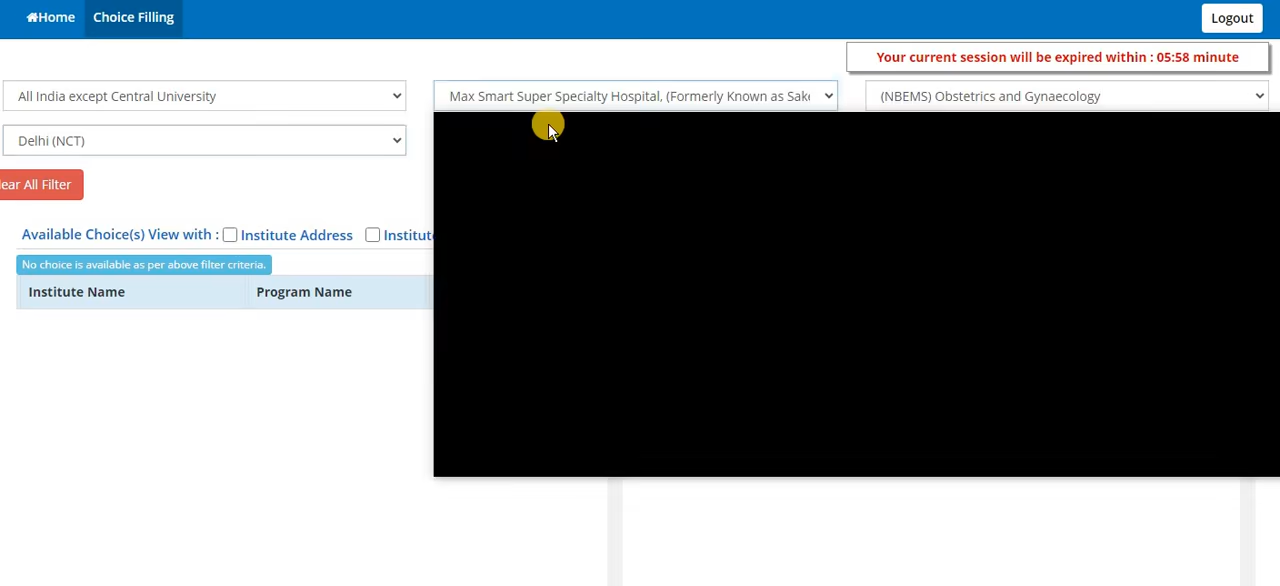 Home
Choice Filling
Logout
Your current session will be expired within : 05:58 minute
All India except Central University
Max Smart Super Specialty Hospital, (Formerly Known as Sake
(NBEMS) Obstetrics and Gynaecology
Delhi (NCT)
lear All Filter
Available Choice(s) View with : Institute Address Institut
No choice is available as per above filter criteria.
Institute Name Program Name